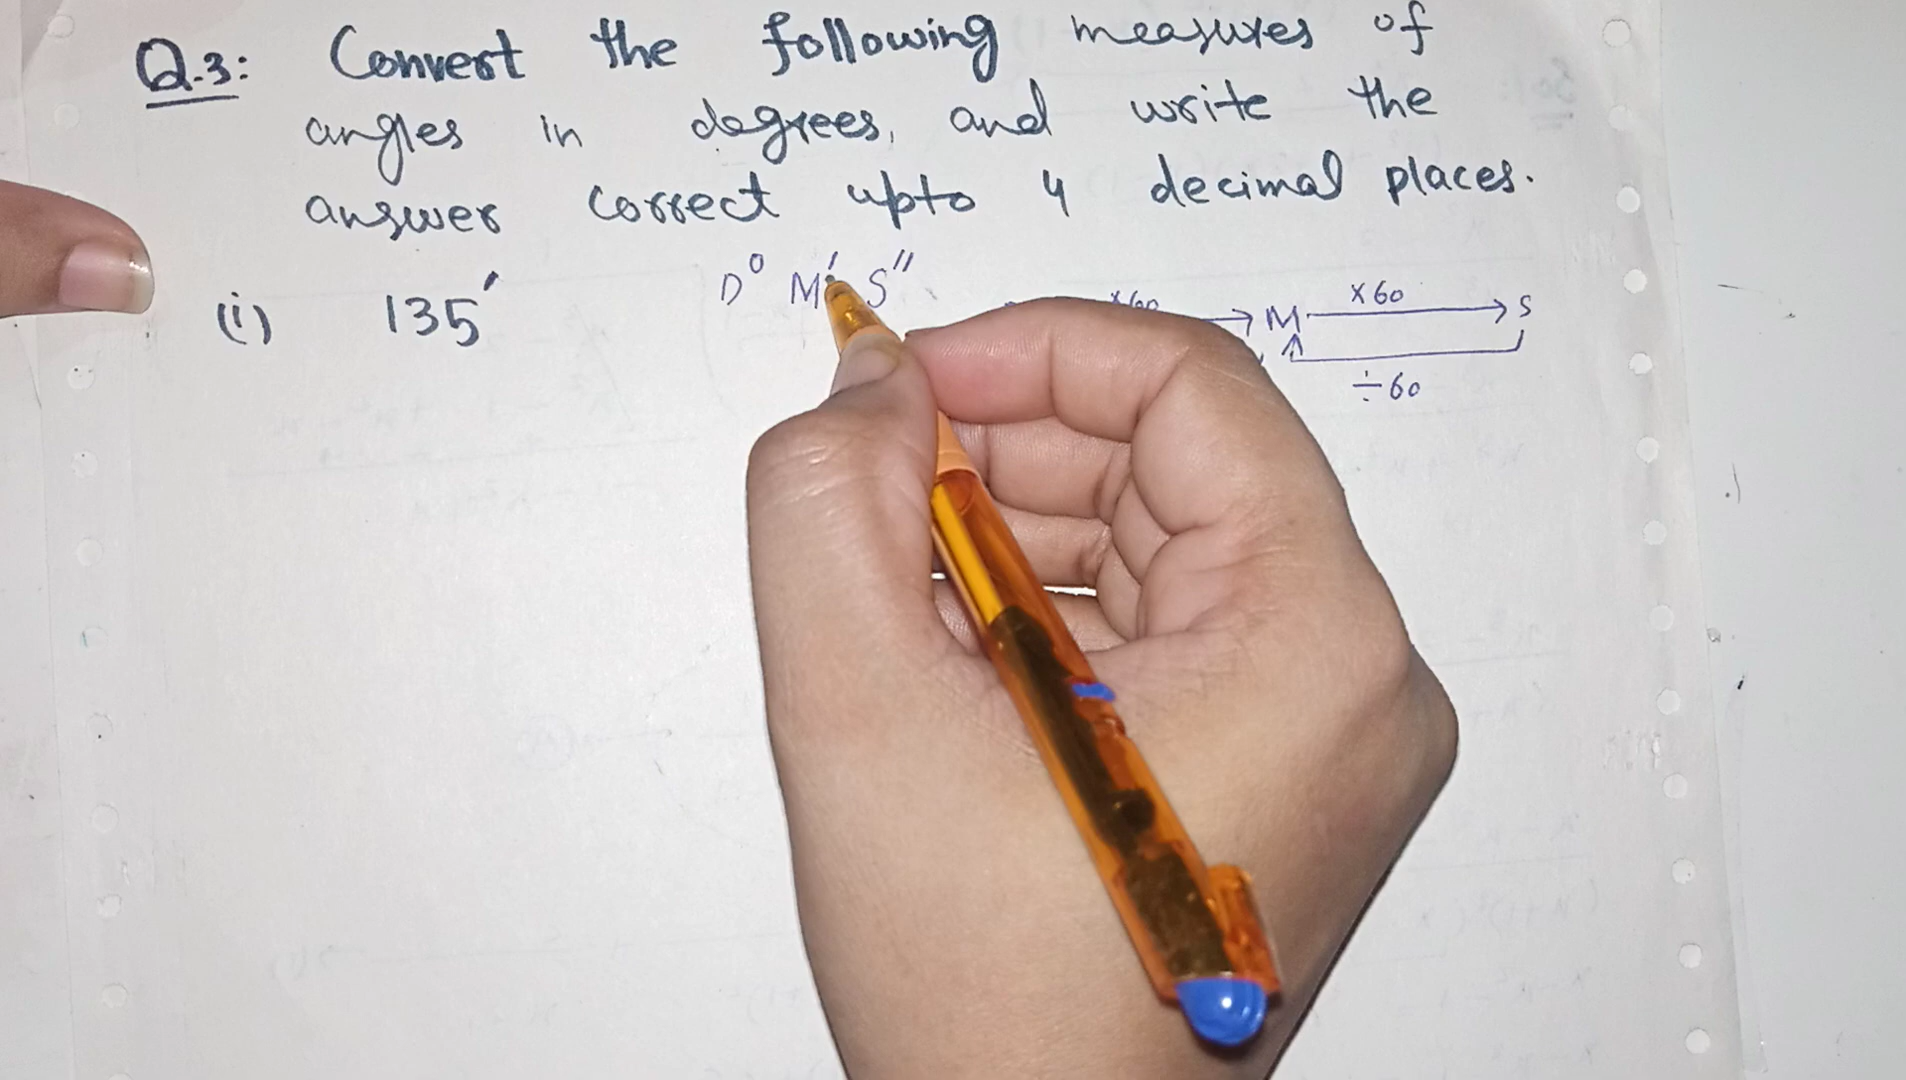 Q.3: Convert the following measures of
angles in degrees, and write the
answer correct upto 4 decimal places.
(i) 135′ D° M′ S″
×60 M ×60 S
÷60